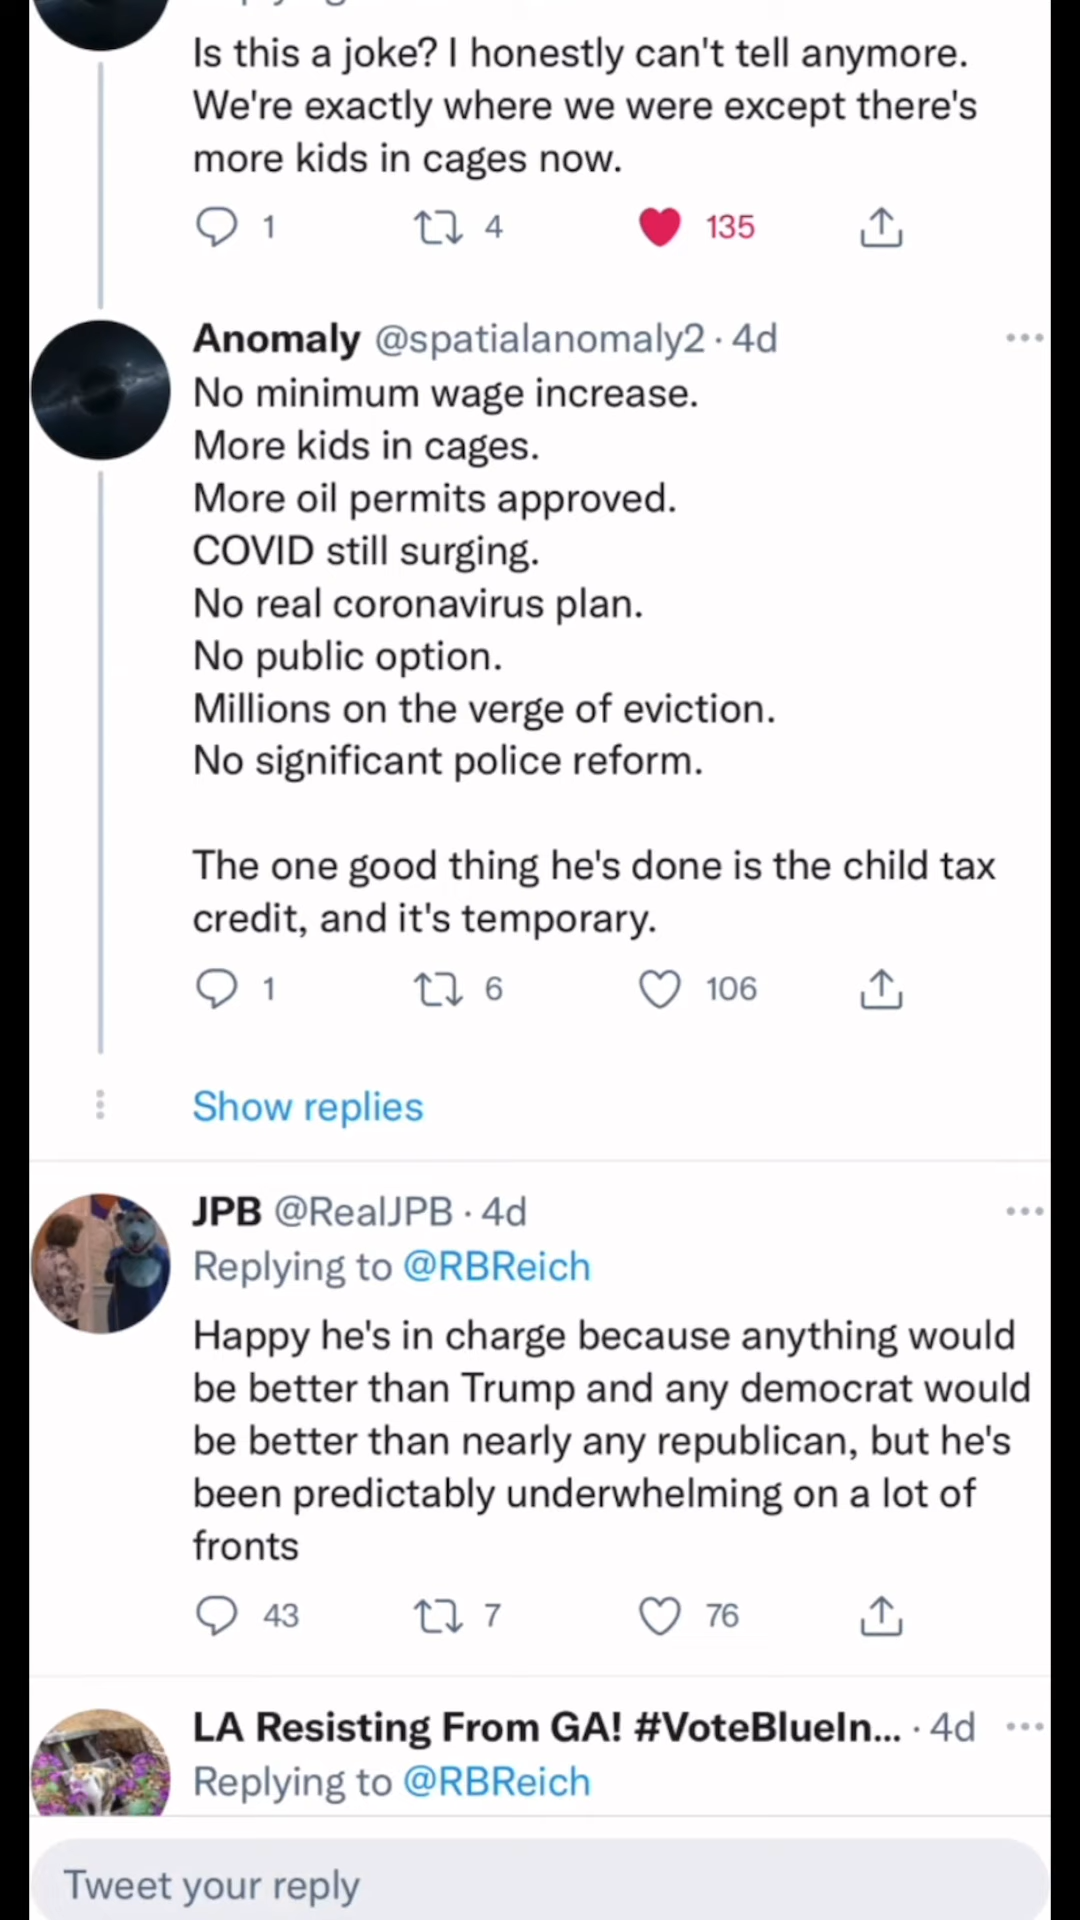 Is this a joke? I honestly can't tell anymore.
We're exactly where we were except there's
more kids in cages now.
1 4 135
Anomaly @spatialanomaly2 · 4d
No minimum wage increase.
More kids in cages.
More oil permits approved.
COVID still surging.
No real coronavirus plan.
No public option.
Millions on the verge of eviction.
No significant police reform.
The one good thing he's done is the child tax
credit, and it's temporary.
1 6 106
Show replies
JPB @RealJPB · 4d
Replying to @RBReich
Happy he's in charge because anything would
be better than Trump and any democrat would
be better than nearly any republican, but he's
been predictably underwhelming on a lot of
fronts
43 7 76
LA Resisting From GA! #VoteBlueIn... · 4d
Replying to @RBReich
Tweet your reply